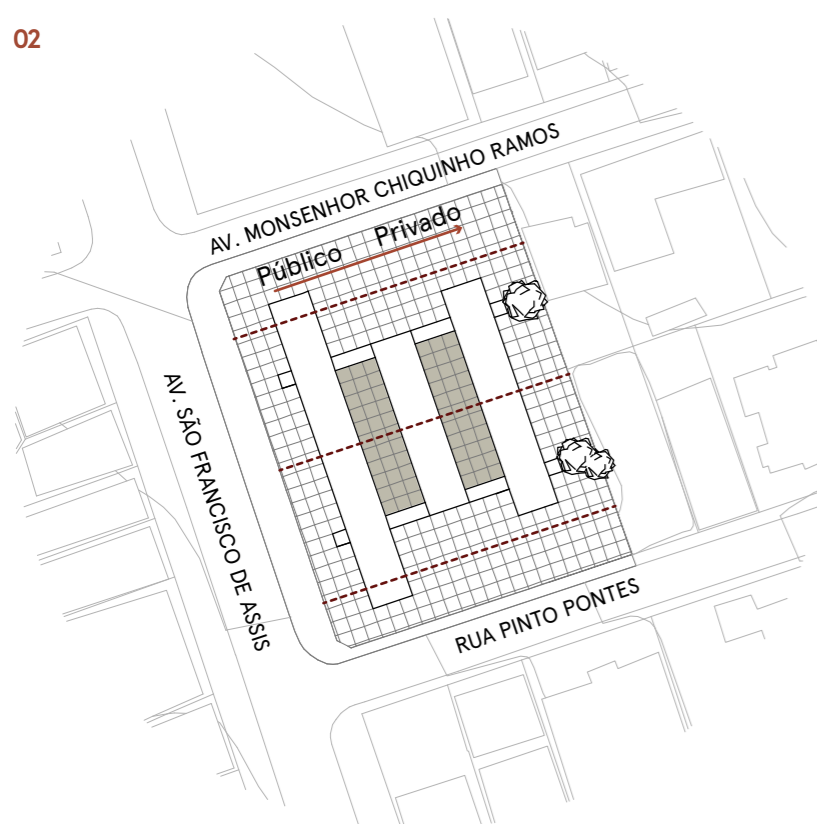 02
AV. MONSENHOR CHIQUINHO RAMOS
Público
Privado
AV. SÃO FRANCISCO DE ASSIS
RUA PINTO PONTES